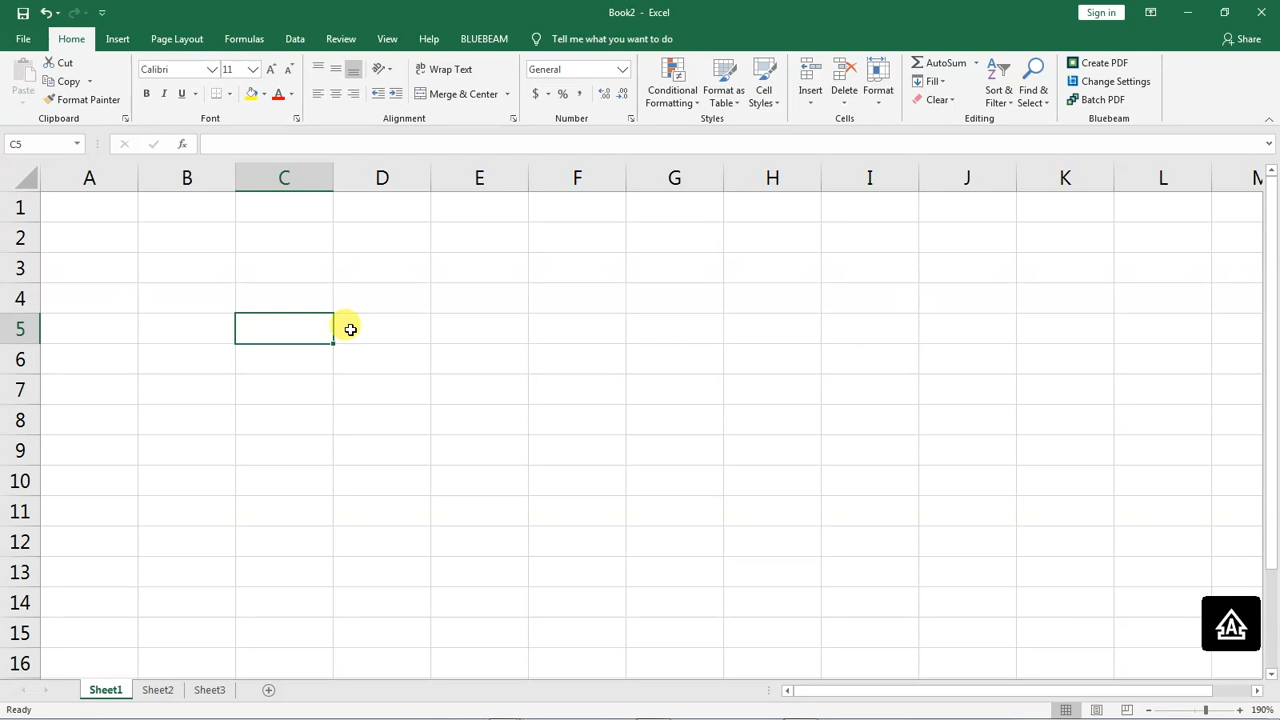 Book2 - Excel
Sign in
File Home Insert Page Layout Formulas Data Review View Help BLUEBEAM Tell me what you want to do Share
Paste
Cut
Copy
Format Painter
Clipboard
Calibri 11
B I U
Font
Wrap Text
Merge & Center
Alignment
General
$ % ,
Number
Conditional Formatting
Format as Table
Cell Styles
Styles
Insert Delete Format
Cells
AutoSum
Fill
Clear
Sort & Filter
Find & Select
Editing
Create PDF
Change Settings
Batch PDF
Bluebeam
C5 fx
A B C D E F G H I J K L M
1
2
3
4
5
6
7
8
9
10
11
12
13
14
15
16
A
Sheet1 Sheet2 Sheet3
Ready 190%